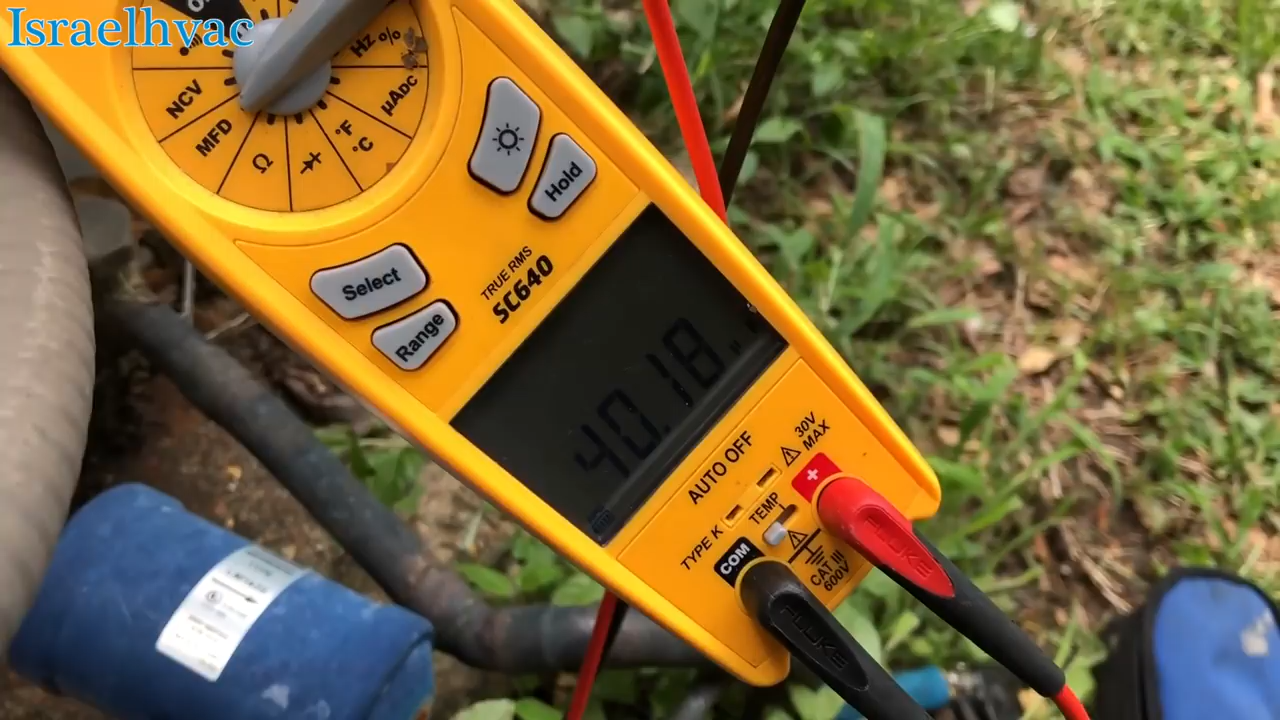 Israelhvac
Hz %
µADC
°F
°C
Ω
MFD
NCV
Hold
Select
Range
TRUE RMS
SC640
40.18
AUTO OFF
30V
MAX
TYPE K
TEMP
COM
CAT III
600V
FLUKE
FLUKE